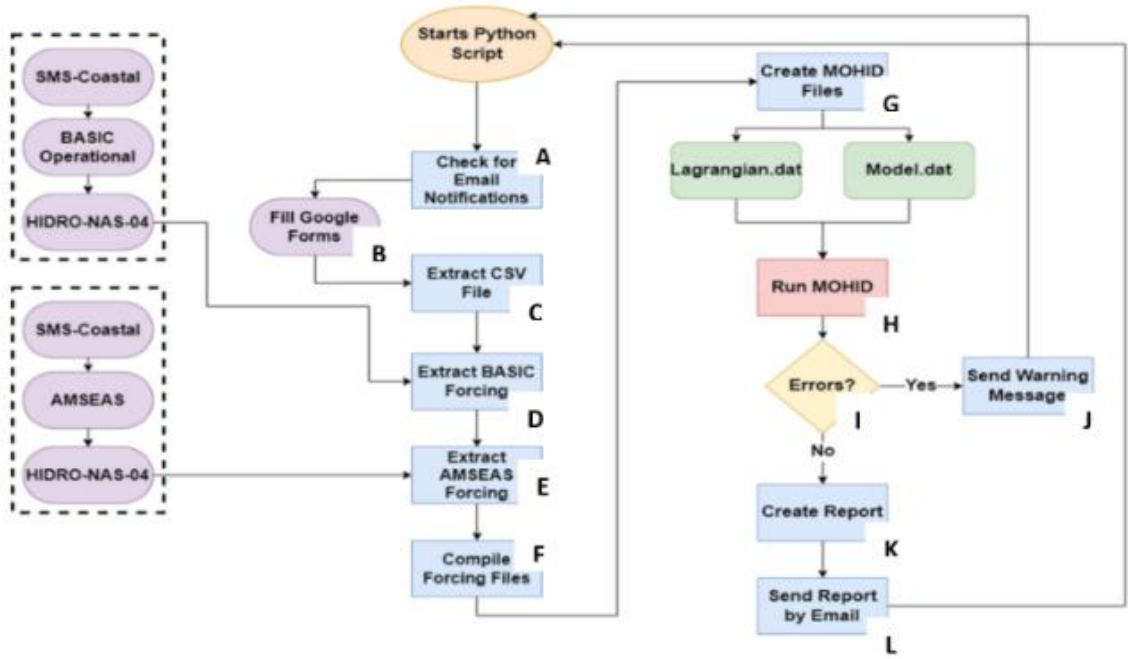 SMS-Coastal
BASIC
Operational
HIDRO-NAS-04
SMS-Coastal
AMSEAS
HIDRO-NAS-04
Starts Python
Script
Check for
Email
Notifications
A
Fill Google
Forms
B
Extract CSV
File
C
Extract BASIC
Forcing
D
Extract
AMSEAS
Forcing
E
Compile
Forcing Files
F
Create MOHID
Files
G
Lagrangian.dat
Model.dat
Run MOHID
H
Errors?
I
Yes
Send Warning
Message
J
No
Create Report
K
Send Report
by Email
L